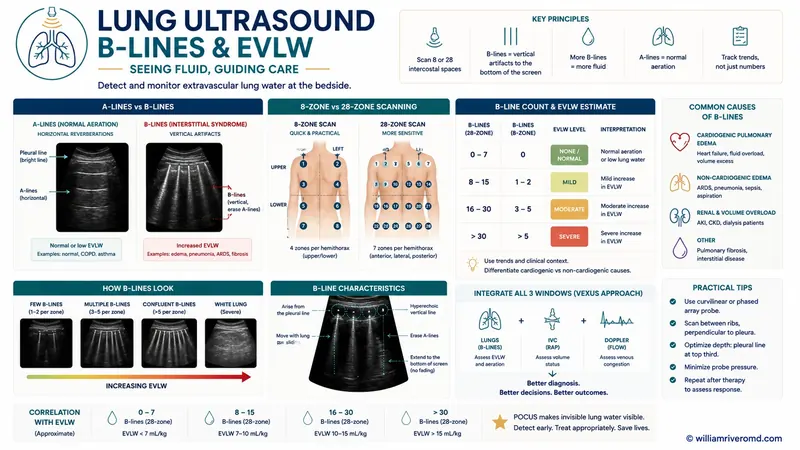 LUNG ULTRASOUND
B-LINES & EVLW
SEEING FLUID, GUIDING CARE
Detect and monitor extravascular lung water at the bedside.
KEY PRINCIPLES
Scan 8 or 28
intercostal spaces
B-lines = vertical
artifacts to the
bottom of the screen
More B-lines
= more fluid
A-lines = normal
aeration
Track trends,
not just numbers
A-LINES vs B-LINES
A-LINES (NORMAL AERATION)
HORIZONTAL REVERBERATIONS
Pleural line
(bright line)
A-lines
(horizontal)
Normal or low EVLW
Examples: normal, COPD, asthma
B-LINES (INTERSTITIAL SYNDROME)
VERTICAL ARTIFACTS
B-lines
(vertical,
erase A-lines)
Increased EVLW
Examples: edema, pneumonia, ARDS, fibrosis
8-ZONE vs 28-ZONE SCANNING
8-ZONE SCAN
QUICK & PRACTICAL
LEFT
UPPER
LOWER
1
2
3
4
5
6
7
8
4 zones per hemithorax
(upper/lower)
28-ZONE SCAN
MORE SENSITIVE
7 zones per hemithorax
(anterior, lateral, posterior)
B-LINE COUNT & EVLW ESTIMATE
B-LINES
(28-ZONE)
B-LINES
(8-ZONE)
EVLW LEVEL
INTERPRETATION
0 – 7
0
NONE /
NORMAL
Normal aeration
or low lung water
8 – 15
1 – 2
MILD
Mild increase
in EVLW
16 – 30
3 – 5
MODERATE
Moderate increase
in EVLW
> 30
> 5
SEVERE
Severe increase
in EVLW
Use trends and clinical context.
Differentiate cardiogenic vs non-cardiogenic causes.
COMMON CAUSES
OF B-LINES
CARDIOGENIC PULMONARY
EDEMA
Heart failure, fluid overload,
volume excess
NON-CARDIOGENIC EDEMA
ARDS, pneumonia, sepsis,
aspiration
RENAL & VOLUME OVERLOAD
AKI, CKD, dialysis patients
OTHER
Pulmonary fibrosis,
interstitial disease
HOW B-LINES LOOK
FEW B-LINES
(1–2 per zone)
MULTIPLE B-LINES
(3–5 per zone)
CONFLUENT B-LINES
(>5 per zone)
WHITE LUNG
(Severe)
INCREASING EVLW
B-LINE CHARACTERISTICS
Arise from
the pleural line
Move with
lung
Hyperechoic
vertical line
Erase A-lines
Extend to the
bottom of screen
(no fading)
INTEGRATE ALL 3 WINDOWS (VEXUS APPROACH)
LUNGS
(B-LINES)
Assess EVLW
and aeration
+
IVC
(RAP)
Assess volume
status
+
DOPPLER
(FLOW)
Assess venous
congestion
Better diagnosis.
Better decisions. Better outcomes.
PRACTICAL TIPS
Use curvilinear or phased
array probe.
Scan between ribs,
perpendicular to pleura.
Optimize depth: pleural line
at top third.
Minimize probe pressure.
Repeat after therapy
to assess response.
CORRELATION
WITH EVLW
(Approximate)
0 – 7
B-lines (28-zone)
EVLW < 7 mL/kg
8 – 15
B-lines (28-zone)
EVLW 7–10 mL/kg
16 – 30
B-lines (28-zone)
EVLW 10–15 mL/kg
> 30
B-lines (28-zone)
EVLW > 15 mL/kg
POCUS makes invisible lung water visible.
Detect early. Treat appropriately. Save lives.
© williamriveromd.com